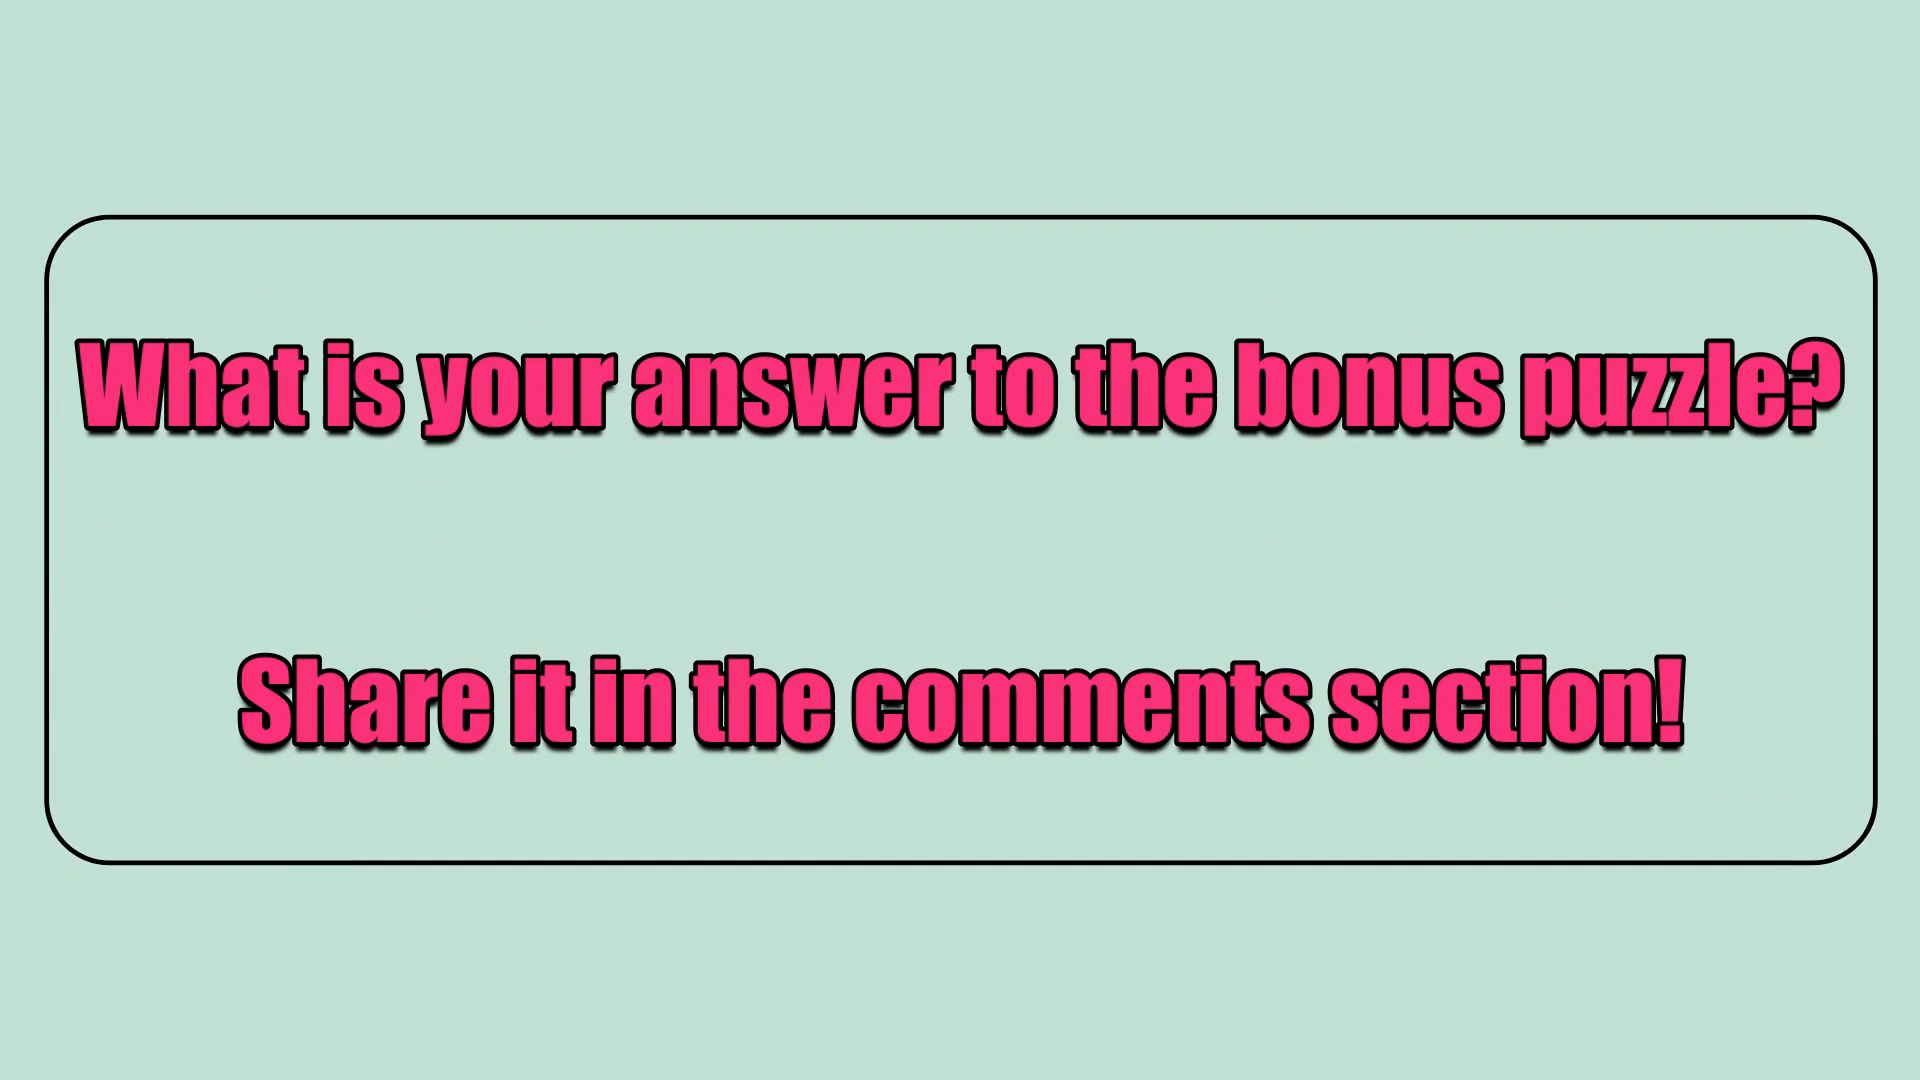 What is your answer to the bonus puzzle?
Share it in the comments section!